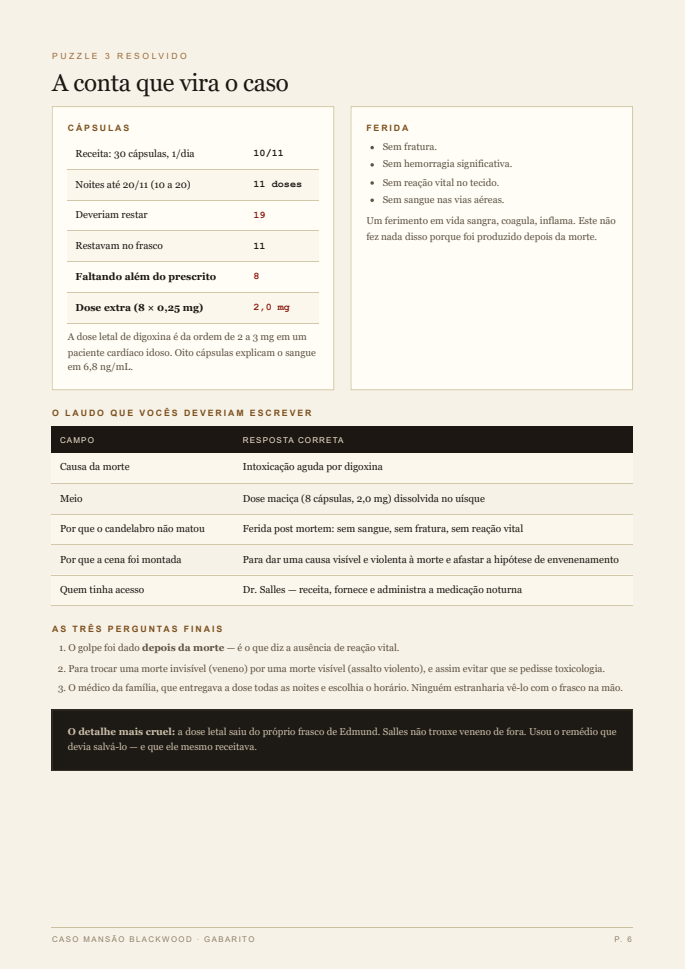 PUZZLE 3 RESOLVIDO
A conta que vira o caso
CÁPSULAS
Receita: 30 cápsulas, 1/dia 10/11
Noites até 20/11 (10 a 20) 11 doses
Deveriam restar 19
Restavam no frasco 11
Faltando além do prescrito 8
Dose extra (8 × 0,25 mg) 2,0 mg
A dose letal de digoxina é da ordem de 2 a 3 mg em um
paciente cardíaco idoso. Oito cápsulas explicam o sangue
em 6,8 ng/mL.
FERIDA
• Sem fratura.
• Sem hemorragia significativa.
• Sem reação vital no tecido.
• Sem sangue nas vias aéreas.
Um ferimento em vida sangra, coagula, inflama. Este não
fez nada disso porque foi produzido depois da morte.
O LAUDO QUE VOCÊS DEVERIAM ESCREVER
CAMPO RESPOSTA CORRETA
Causa da morte Intoxicação aguda por digoxina
Meio Dose maciça (8 cápsulas, 2,0 mg) dissolvida no uísque
Por que o candelabro não matou Ferida post mortem: sem sangue, sem fratura, sem reação vital
Por que a cena foi montada Para dar uma causa visível e violenta à morte e afastar a hipótese de envenenamento
Quem tinha acesso Dr. Salles — receita, fornece e administra a medicação noturna
AS TRÊS PERGUNTAS FINAIS
1. O golpe foi dado depois da morte — é o que diz a ausência de reação vital.
2. Para trocar uma morte invisível (veneno) por uma morte visível (assalto violento), e assim evitar que se pedisse toxicologia.
3. O médico da família, que entregava a dose todas as noites e escolhia o horário. Ninguém estranharia vê-lo com o frasco na mão.
O detalhe mais cruel: a dose letal saiu do próprio frasco de Edmund. Salles não trouxe veneno de fora. Usou o remédio que
devia salvá-lo — e que ele mesmo receitava.
CASO MANSÃO BLACKWOOD · GABARITO P. 6